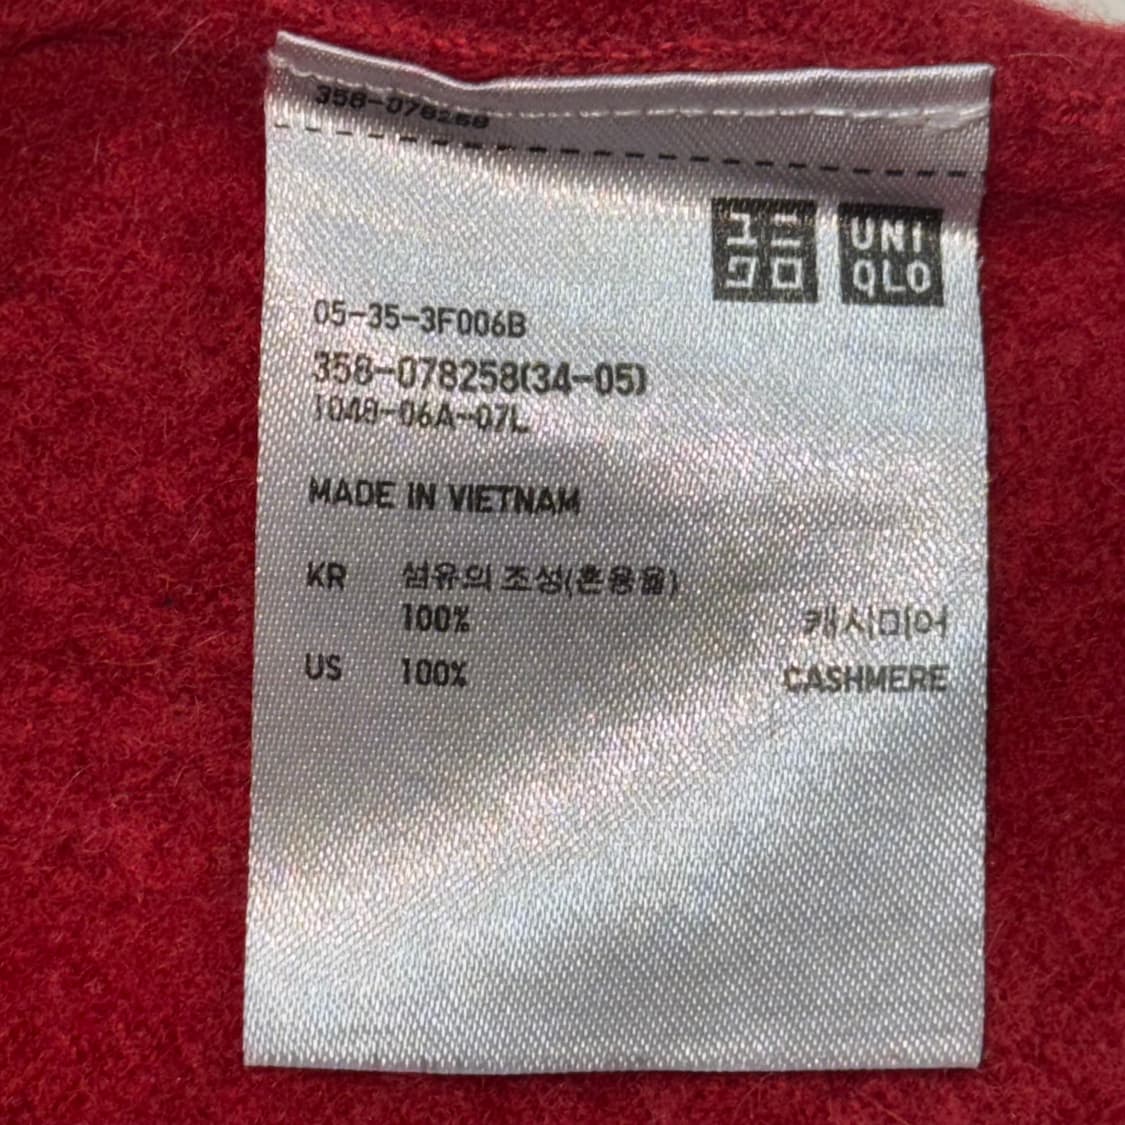 358-078258
ユニ
クロ
UNI
QLO
05-35-3F006B
358-078258(34-05)
1048-06A-07L
MADE IN VIETNAM
KR 섬유의 조성(혼용율)
100% 캐시미어
US 100% CASHMERE